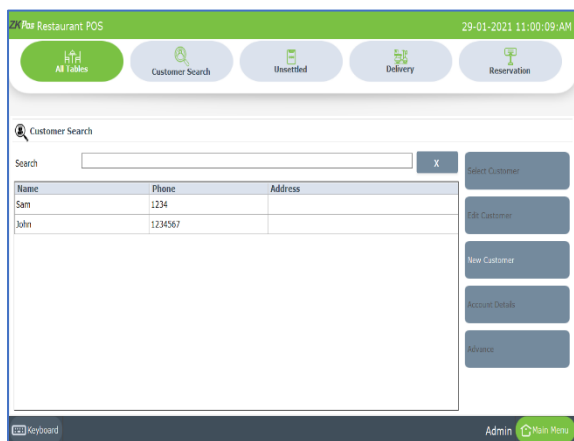 ZKPos Restaurant POS 29-01-2021 11:00:09:AM
All Tables Customer Search Unsettled Delivery Reservation
Customer Search
Search X
Select Customer
Name Phone Address
Sam 1234
Edit Customer
John 1234567
New Customer
Account Details
Advance
Keyboard Admin Main Menu